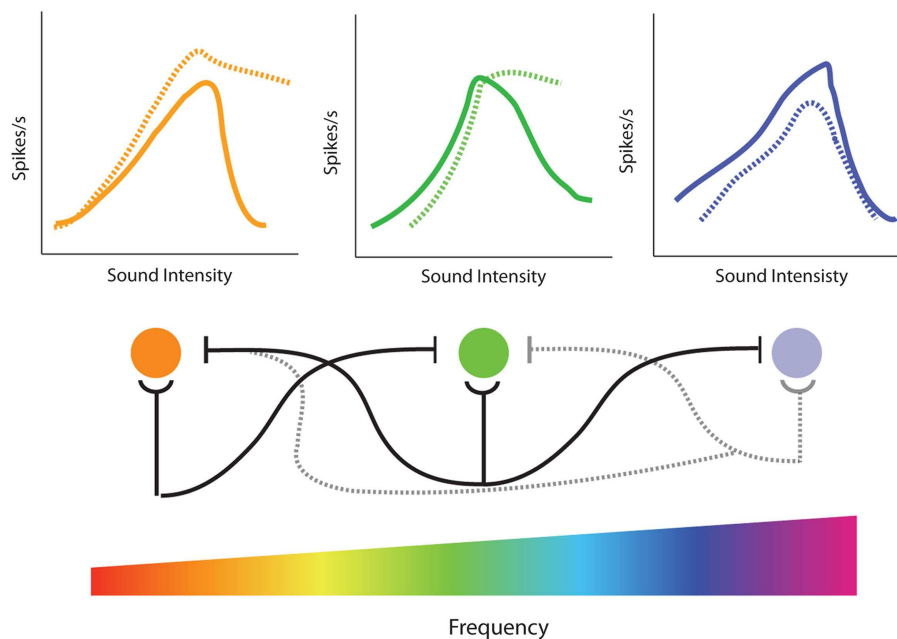 Spikes/s
Sound Intensity
Spikes/s
Sound Intensity
Spikes/s
Sound Intensisty
Frequency